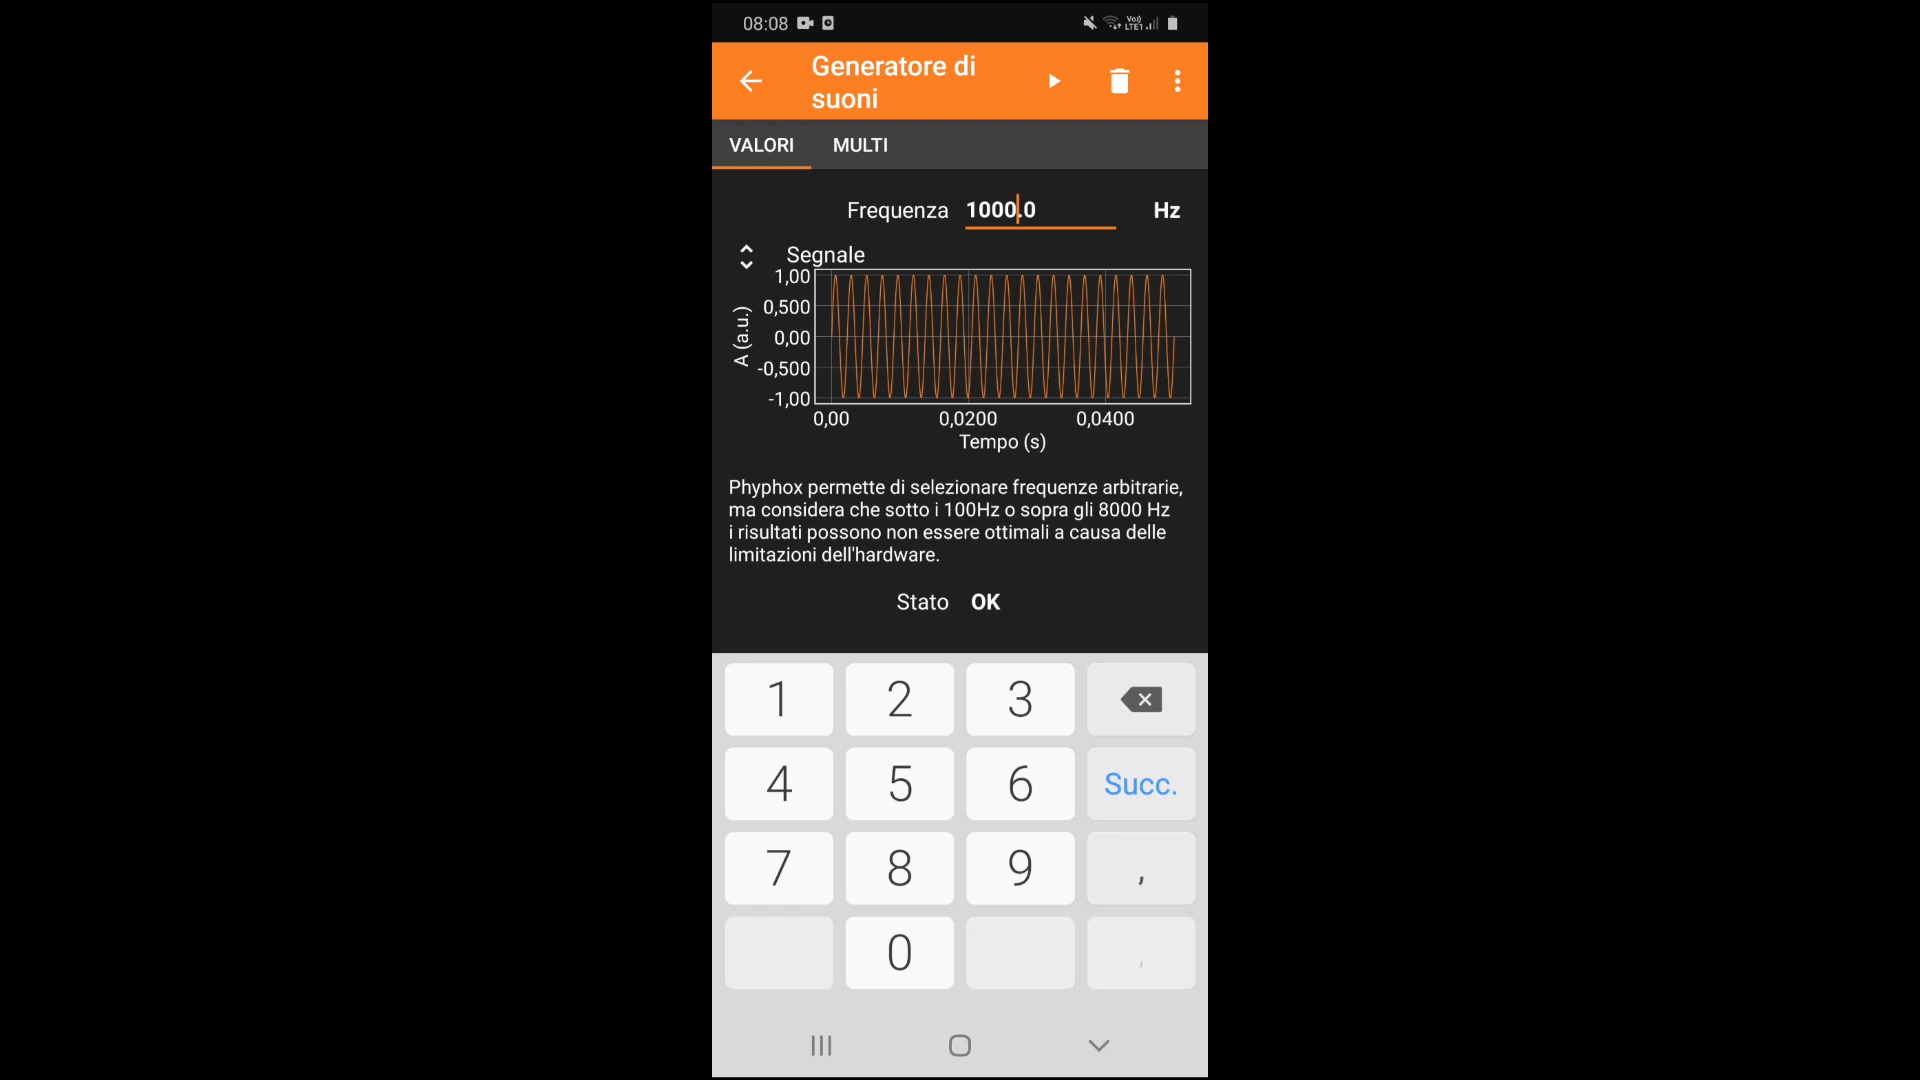 08:08
Vo)
LTE1
Generatore di
suoni
VALORI
MULTI
Frequenza 1000.0 Hz
Segnale
1,00
0,500
0,00
-0,500
-1,00
A (a.u.)
0,00 0,0200 0,0400
Tempo (s)
Phyphox permette di selezionare frequenze arbitrarie,
ma considera che sotto i 100Hz o sopra gli 8000 Hz
i risultati possono non essere ottimali a causa delle
limitazioni dell'hardware.
Stato OK
1 2 3
4 5 6 Succ.
7 8 9 ,
0 ,